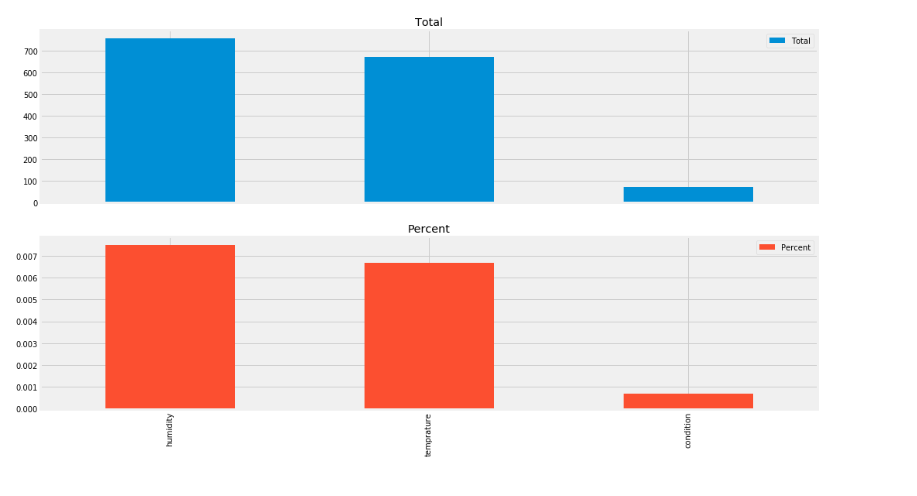 Total
Total
700
600
500
400
300
200
100
0
Percent
Percent
0.007
0.006
0.005
0.004
0.003
0.002
0.001
0.000
humidity
temprature
condition